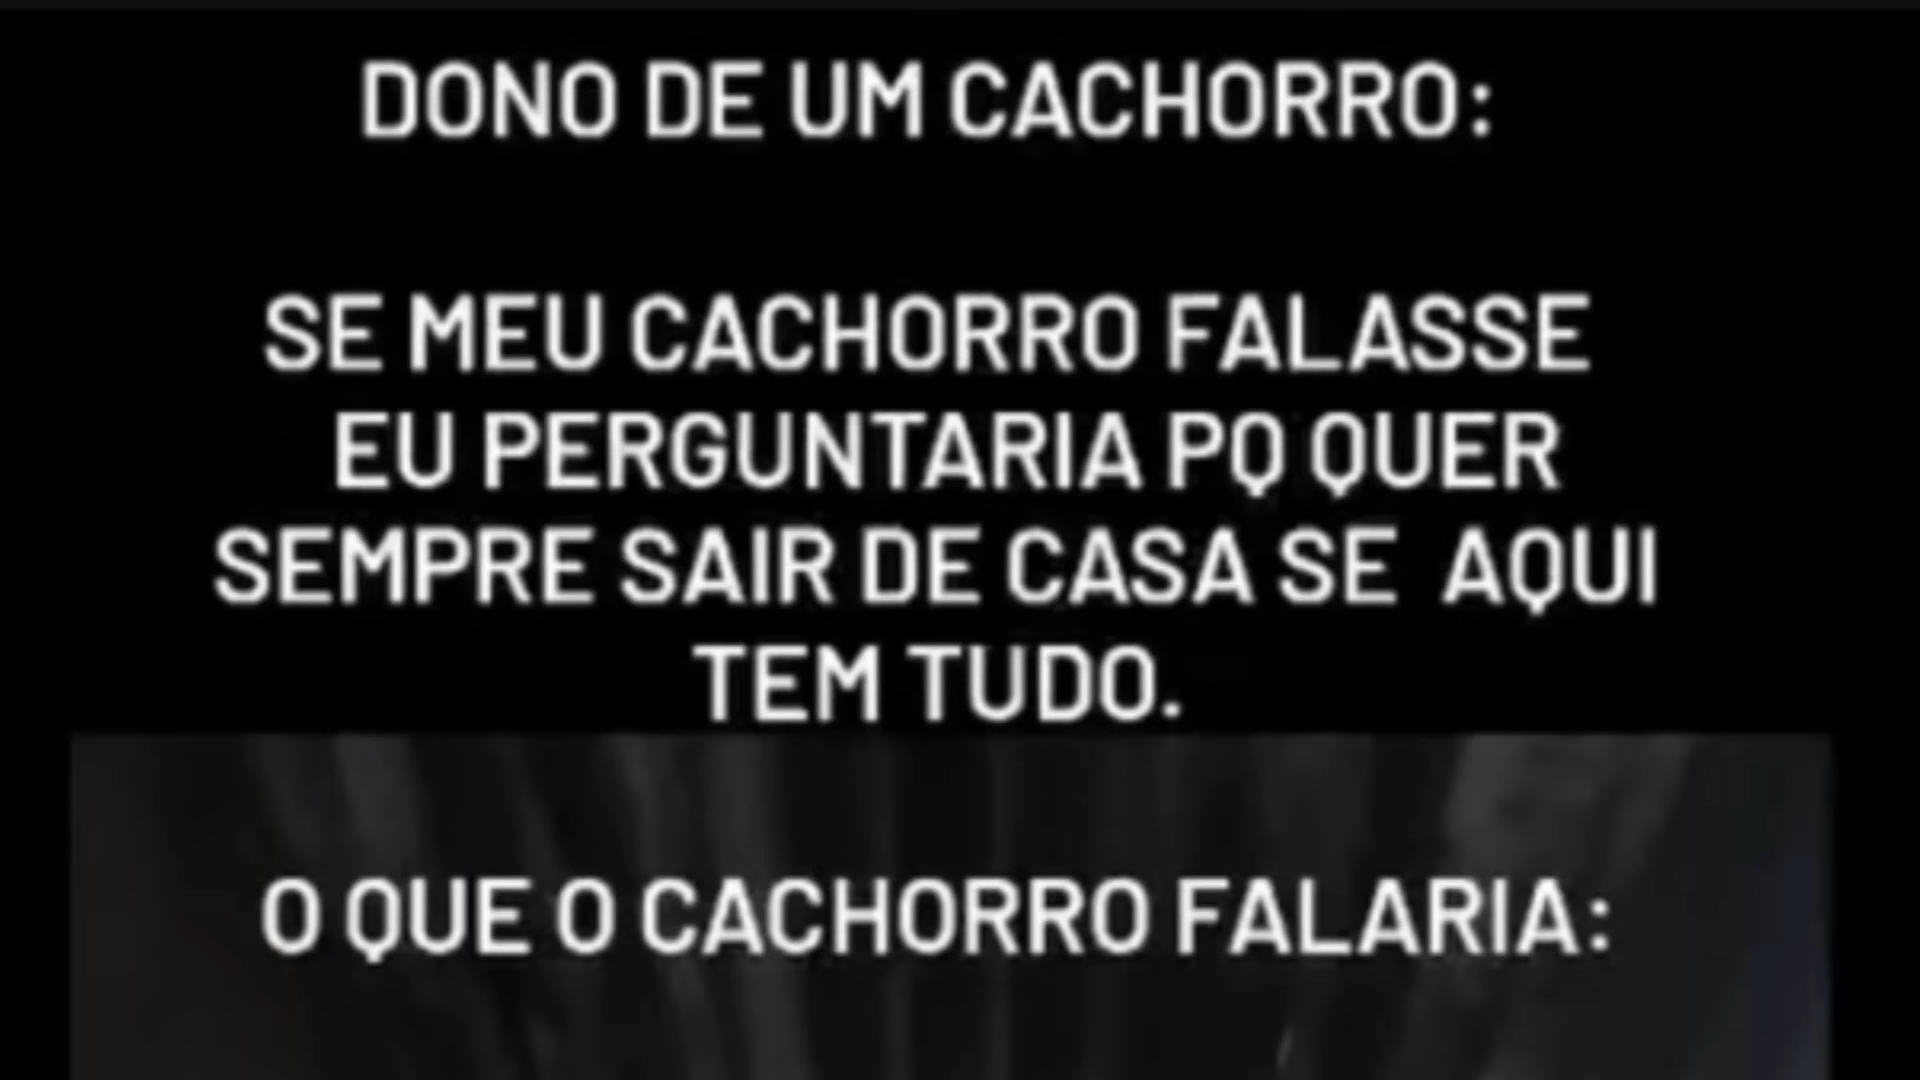 DONO DE UM CACHORRO:
SE MEU CACHORRO FALASSE
EU PERGUNTARIA PQ QUER
SEMPRE SAIR DE CASA SE AQUI
TEM TUDO.
O QUE O CACHORRO FALARIA: